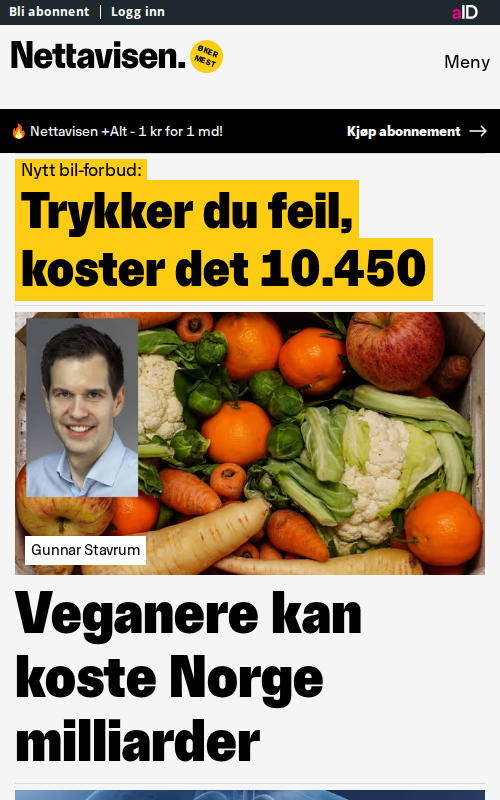 Bli abonnent
Logg inn
aID
Nettavisen.
ØKER
MEST
Meny
🔥 Nettavisen +Alt - 1 kr for 1 md!
Kjøp abonnement →
Nytt bil-forbud:
Trykker du feil,
koster det 10.450
Gunnar Stavrum
Veganere kan
koste Norge
milliarder